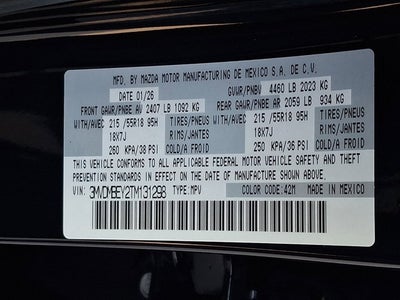 MFD. BY MAZDA MOTOR MANUFACTURING DE MEXICO S.A. DE C.V.
DATE 01/26 GVWR/PNBV 4460 LB 2023 KG
FRONT GAWR/PNBE AV 2407 LB 1092 KG REAR GAWR/PNBE AR 2059 LB 934 KG
WITH/AVEC 215 /55R18 95H TIRES/PNEUS WITH/AVEC 215 /55R18 95H TIRES/PNEUS
18X7J RIMS/JANTES 18X7J RIMS/JANTES
260 KPA/38 PSI COLD/A FROID 250 KPA/36 PSI COLD/A FROID
THIS VEHICLE CONFORMS TO ALL APPLICABLE FEDERAL MOTOR VEHICLE SAFETY, BUMPER, AND THEFT
PREVENTION STANDARDS IN EFFECT ON THE DATE OF MANUFACTURE SHOWN ABOVE.
VIN: 3MVDMBEY2TM131298 TYPE:MPV COLOR CODE:42M MADE IN MEXICO